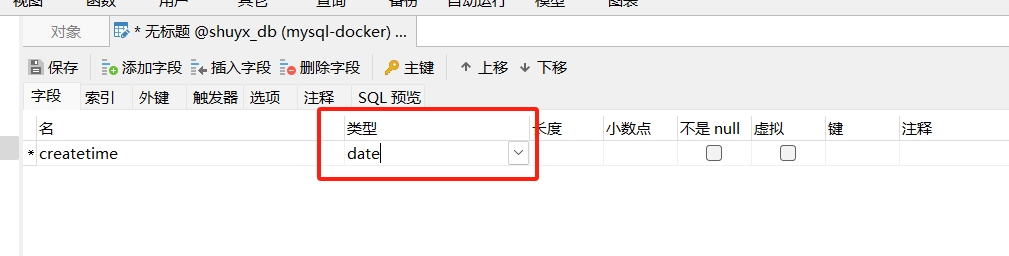 视图 函数 用户 其它 查询 备份 自动运行 模型 图表
对象 * 无标题 @shuyx_db (mysql-docker) ...
保存 添加字段 插入字段 删除字段 主键 ↑ 上移 ↓ 下移
字段 索引 外键 触发器 选项 注释 SQL 预览
名 类型 长度 小数点 不是 null 虚拟 键 注释
* createtime date